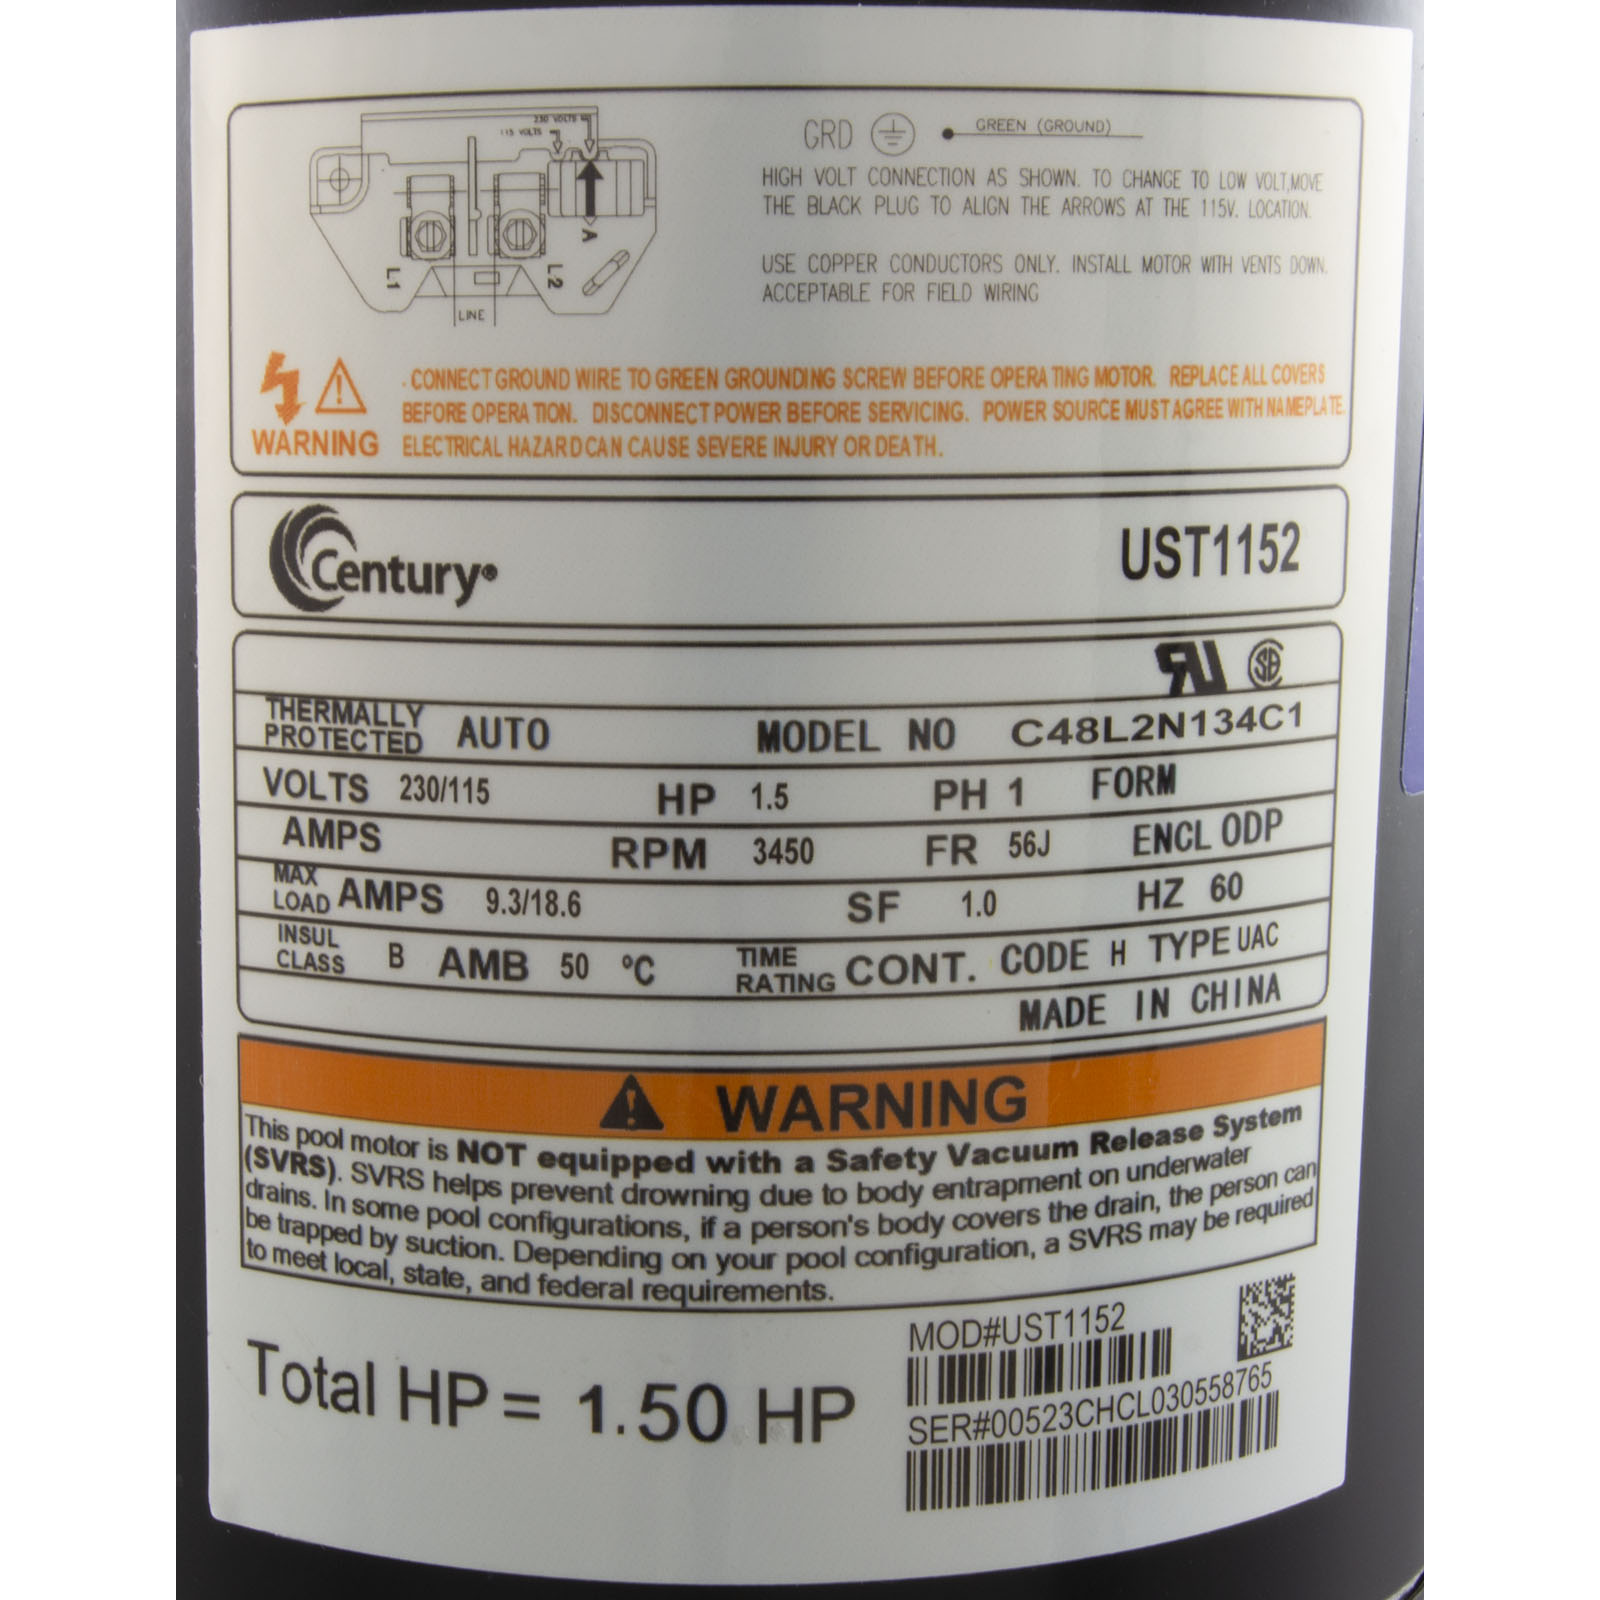 230 VOLTS
115 VOLTS
A
L1
L2
LINE
GRD GREEN (GROUND)
HIGH VOLT CONNECTION AS SHOWN. TO CHANGE TO LOW VOLT,MOVE
THE BLACK PLUG TO ALIGN THE ARROWS AT THE 115V. LOCATION.
USE COPPER CONDUCTORS ONLY. INSTALL MOTOR WITH VENTS DOWN.
ACCEPTABLE FOR FIELD WIRING
WARNING
. CONNECT GROUND WIRE TO GREEN GROUNDING SCREW BEFORE OPERATING MOTOR. REPLACE ALL COVERS
BEFORE OPERATION. DISCONNECT POWER BEFORE SERVICING. POWER SOURCE MUST AGREE WITH NAMEPLATE.
ELECTRICAL HAZARD CAN CAUSE SEVERE INJURY OR DEATH.
Century® UST1152
THERMALLY PROTECTED AUTO MODEL NO C48L2N134C1
VOLTS 230/115 HP 1.5 PH 1 FORM
AMPS RPM 3450 FR 56J ENCL ODP
MAX LOAD AMPS 9.3/18.6 SF 1.0 HZ 60
INSUL CLASS B AMB 50 °C TIME RATING CONT. CODE H TYPE UAC
MADE IN CHINA
WARNING
This pool motor is NOT equipped with a Safety Vacuum Release System
(SVRS). SVRS helps prevent drowning due to body entrapment on underwater
drains. In some pool configurations, if a person's body covers the drain, the person can
be trapped by suction. Depending on your pool configuration, a SVRS may be required
to meet local, state, and federal requirements.
Total HP = 1.50 HP
MOD#UST1152
SER#00523CHCL030558765